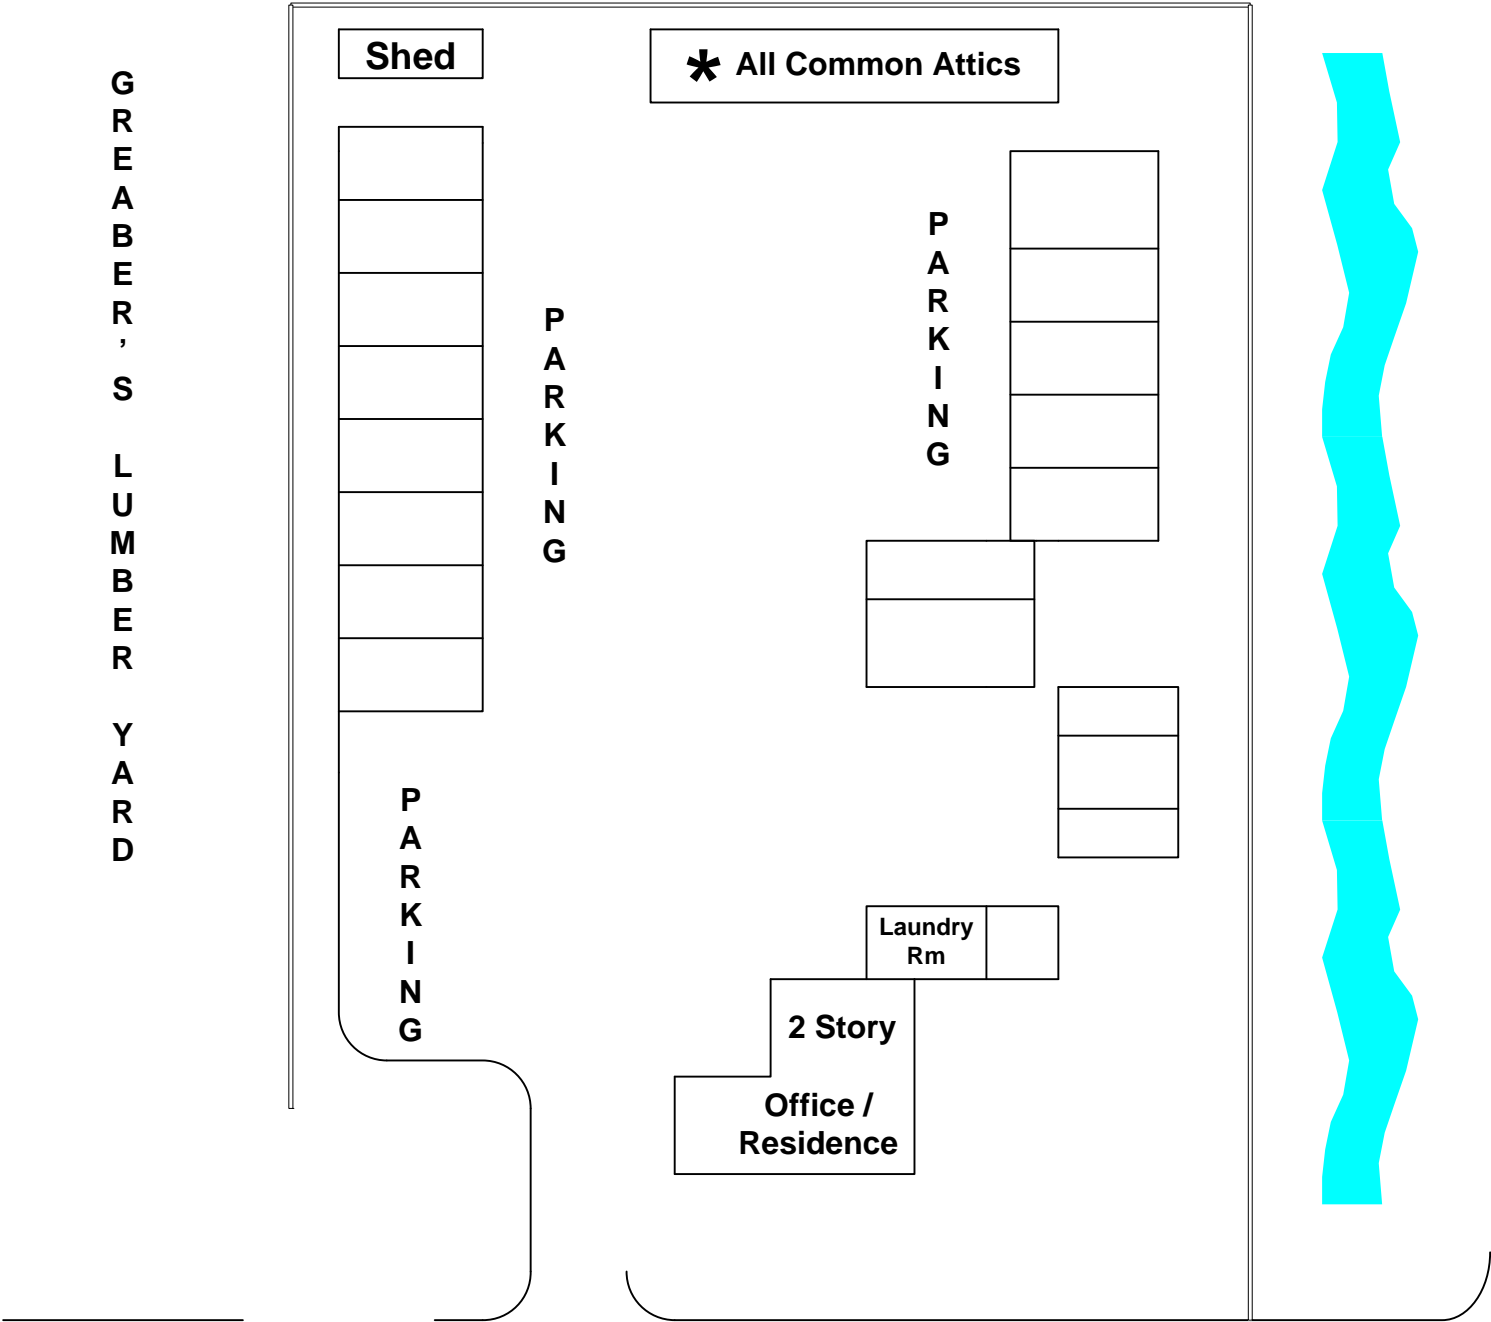 Shed
* All Common Attics
GREABER’S LUMBER YARD
PARKING
PARKING
PARKING
Laundry
Rm
2 Story
Office /
Residence